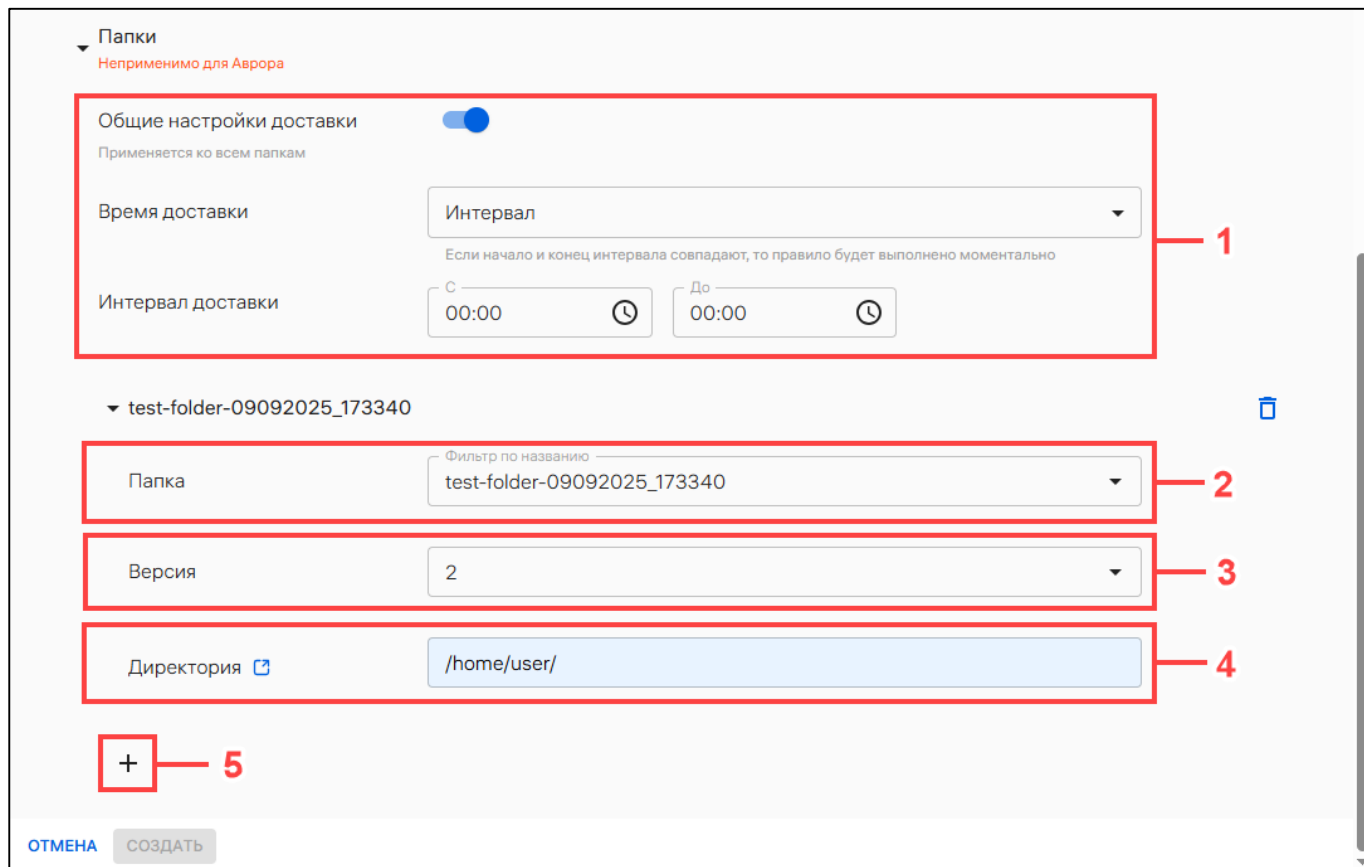 Папки
Неприменимо для Аврора
Общие настройки доставки
Применяется ко всем папкам
Время доставки
Интервал
1
Если начало и конец интервала совпадают, то правило будет выполнено моментально
Интервал доставки
С
00:00
До
00:00
test-folder-09092025_173340
Папка
Фильтр по названию
test-folder-09092025_173340
2
Версия
2
3
Директория
/home/user/
4
+
5
ОТМЕНА
СОЗДАТЬ